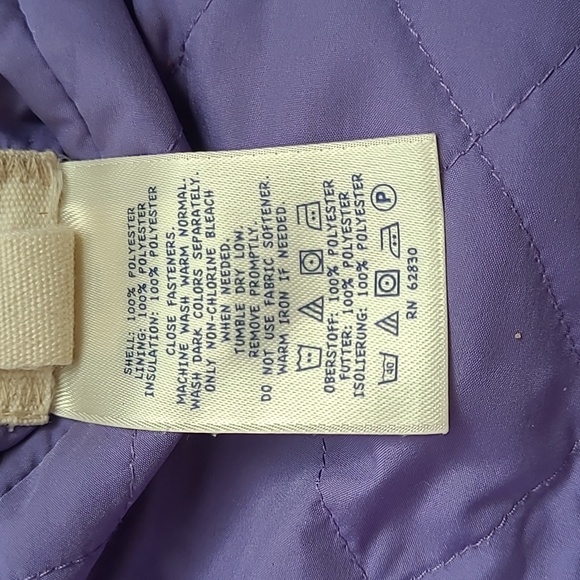 SHELL: 100% POLYESTER
LINING: 100% POLYESTER
INSULATION: 100% POLYESTER
CLOSE FASTENERS.
MACHINE WASH WARM NORMAL.
WASH DARK COLORS SEPARATELY.
ONLY NON-CHLORINE BLEACH
WHEN NEEDED.
TUMBLE DRY LOW.
REMOVE PROMPTLY.
DO NOT USE FABRIC SOFTENER.
WARM IRON IF NEEDED.
OBERSTOFF: 100% POLYESTER
FUTTER: 100% POLYESTER
ISOLIERUNG: 100% POLYESTER
40 P
RN 62830